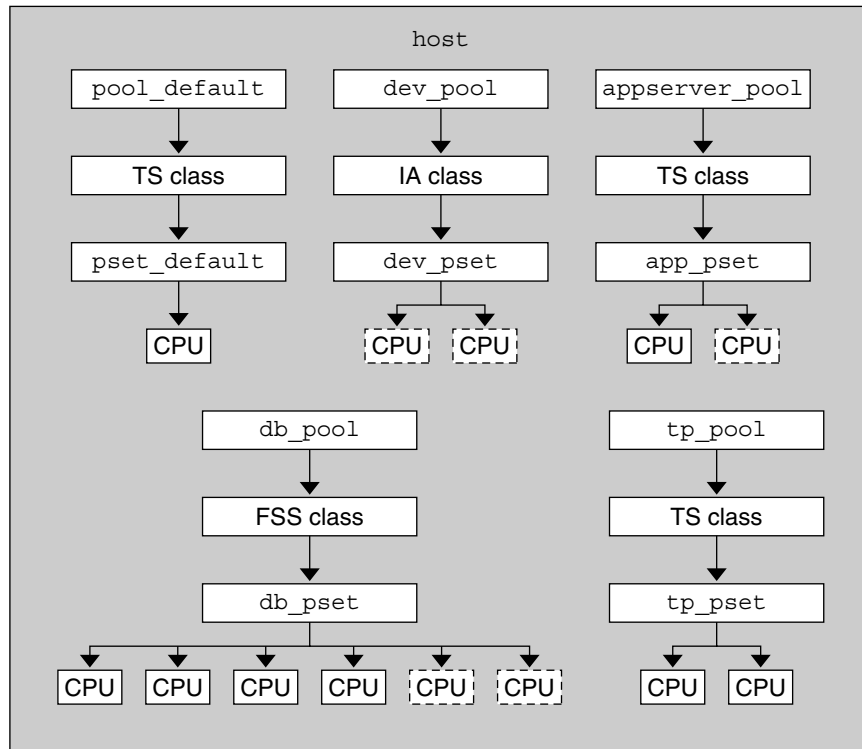 host
pool_default dev_pool appserver_pool
TS class IA class TS class
pset_default dev_pset app_pset
CPU CPU CPU CPU CPU
db_pool tp_pool
FSS class TS class
db_pset tp_pset
CPU CPU CPU CPU CPU CPU CPU CPU